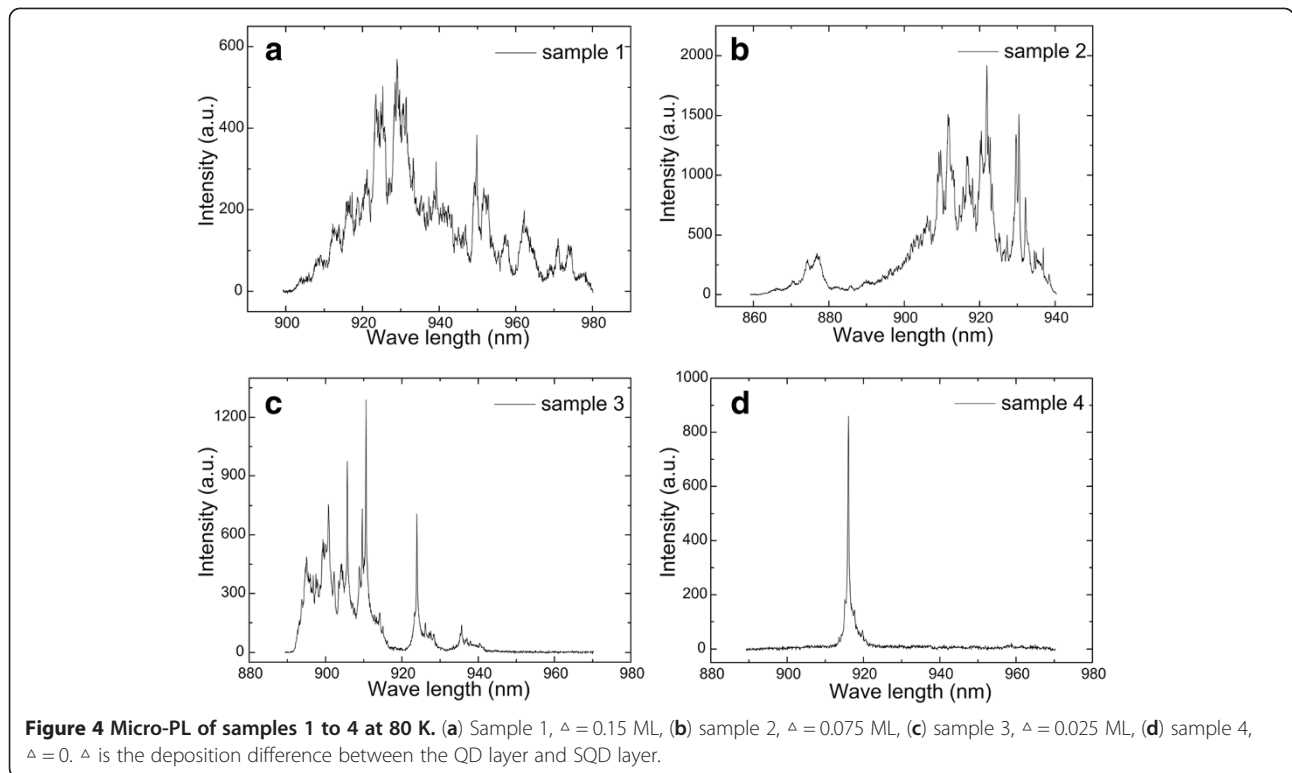 a
sample 1
Intensity (a.u.)
600
400
200
0
900 920 940 960 980
Wave length (nm)
b
sample 2
Intensity (a.u.)
2000
1500
1000
500
0
860 880 900 920 940
Wave length (nm)
c
sample 3
Intensity (a.u.)
1200
900
600
300
0
880 900 920 940 960 980
Wave length (nm)
d
sample 4
Intensity (a.u.)
1000
800
600
400
200
0
880 900 920 940 960 980
Wave length (nm)
Figure 4 Micro-PL of samples 1 to 4 at 80 K. (a) Sample 1, △ = 0.15 ML, (b) sample 2, △ = 0.075 ML, (c) sample 3, △ = 0.025 ML, (d) sample 4,
△ = 0. △ is the deposition difference between the QD layer and SQD layer.